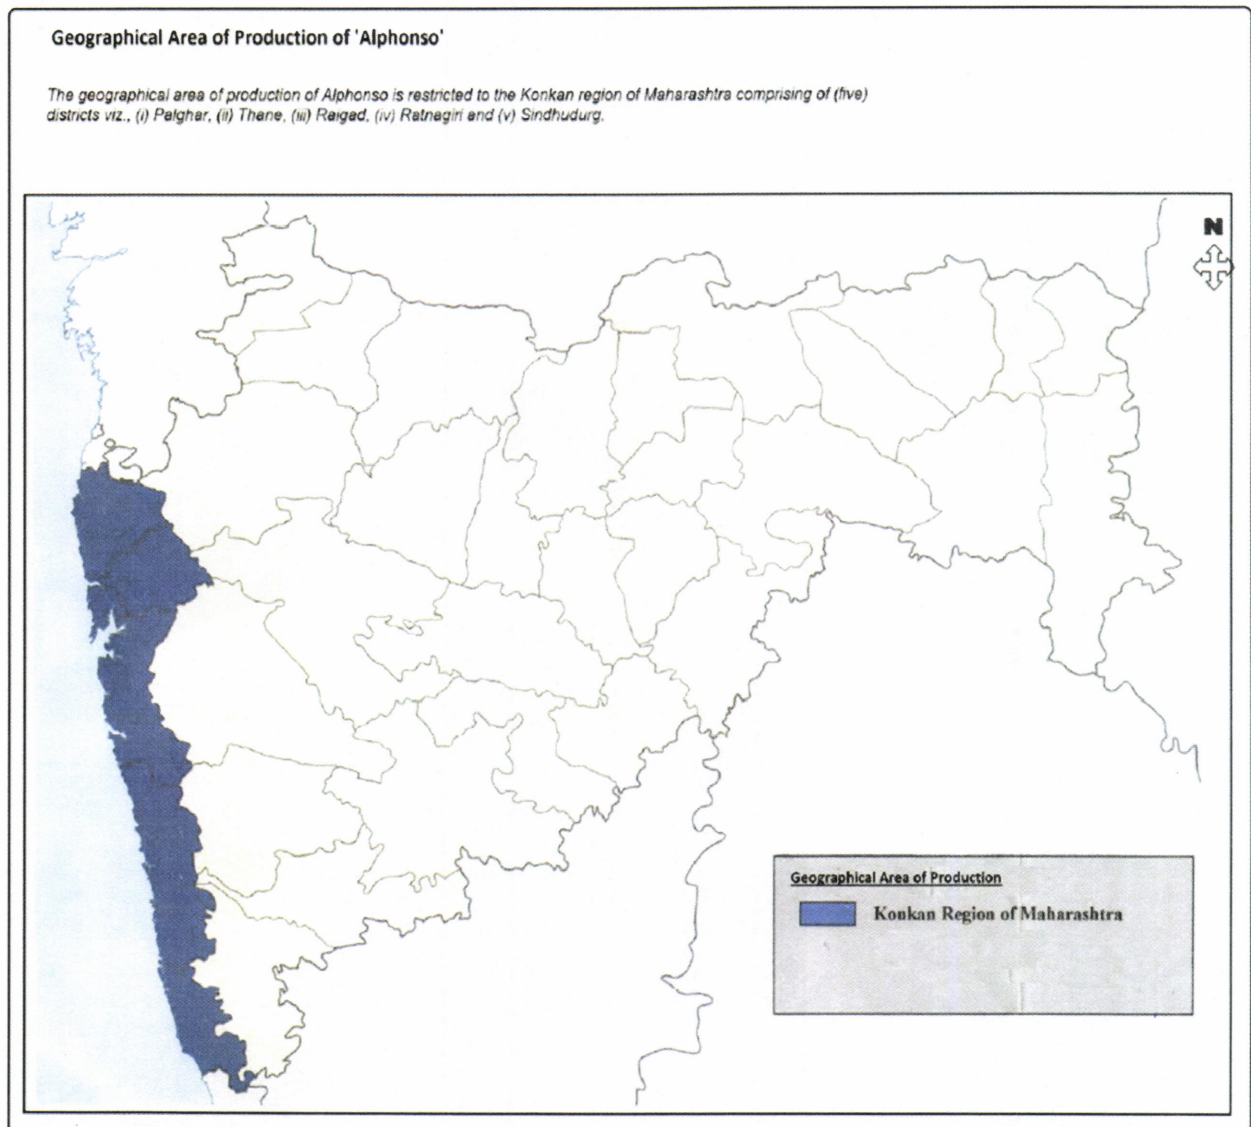 Geographical Area of Production of 'Alphonso'
The geographical area of production of Alphonso is restricted to the Konkan region of Maharashtra comprising of (five)
districts viz., (i) Palghar, (ii) Thane, (iii) Raigad, (iv) Ratnagiri and (v) Sindhudurg.
N
Geographical Area of Production
Konkan Region of Maharashtra